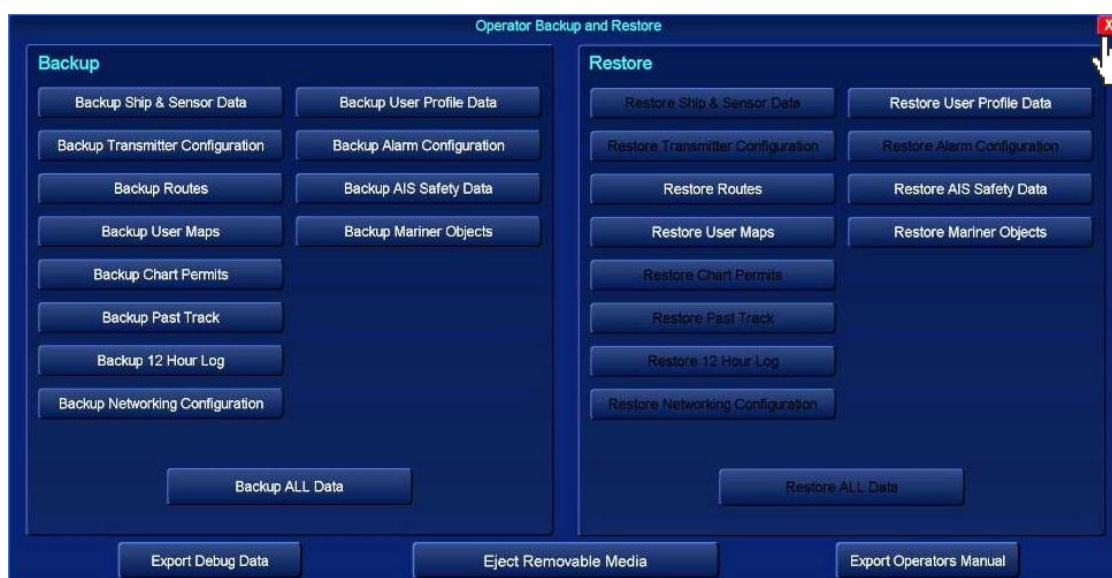 Operator Backup and Restore
X
Backup
Backup Ship & Sensor Data
Backup User Profile Data
Backup Transmitter Configuration
Backup Alarm Configuration
Backup Routes
Backup AIS Safety Data
Backup User Maps
Backup Mariner Objects
Backup Chart Permits
Backup Past Track
Backup 12 Hour Log
Backup Networking Configuration
Backup ALL Data
Restore
Restore Ship & Sensor Data
Restore User Profile Data
Restore Transmitter Configuration
Restore Alarm Configuration
Restore Routes
Restore AIS Safety Data
Restore User Maps
Restore Mariner Objects
Restore Chart Permits
Restore Past Track
Restore 12 Hour Log
Restore Networking Configuration
Restore ALL Data
Export Debug Data
Eject Removable Media
Export Operators Manual